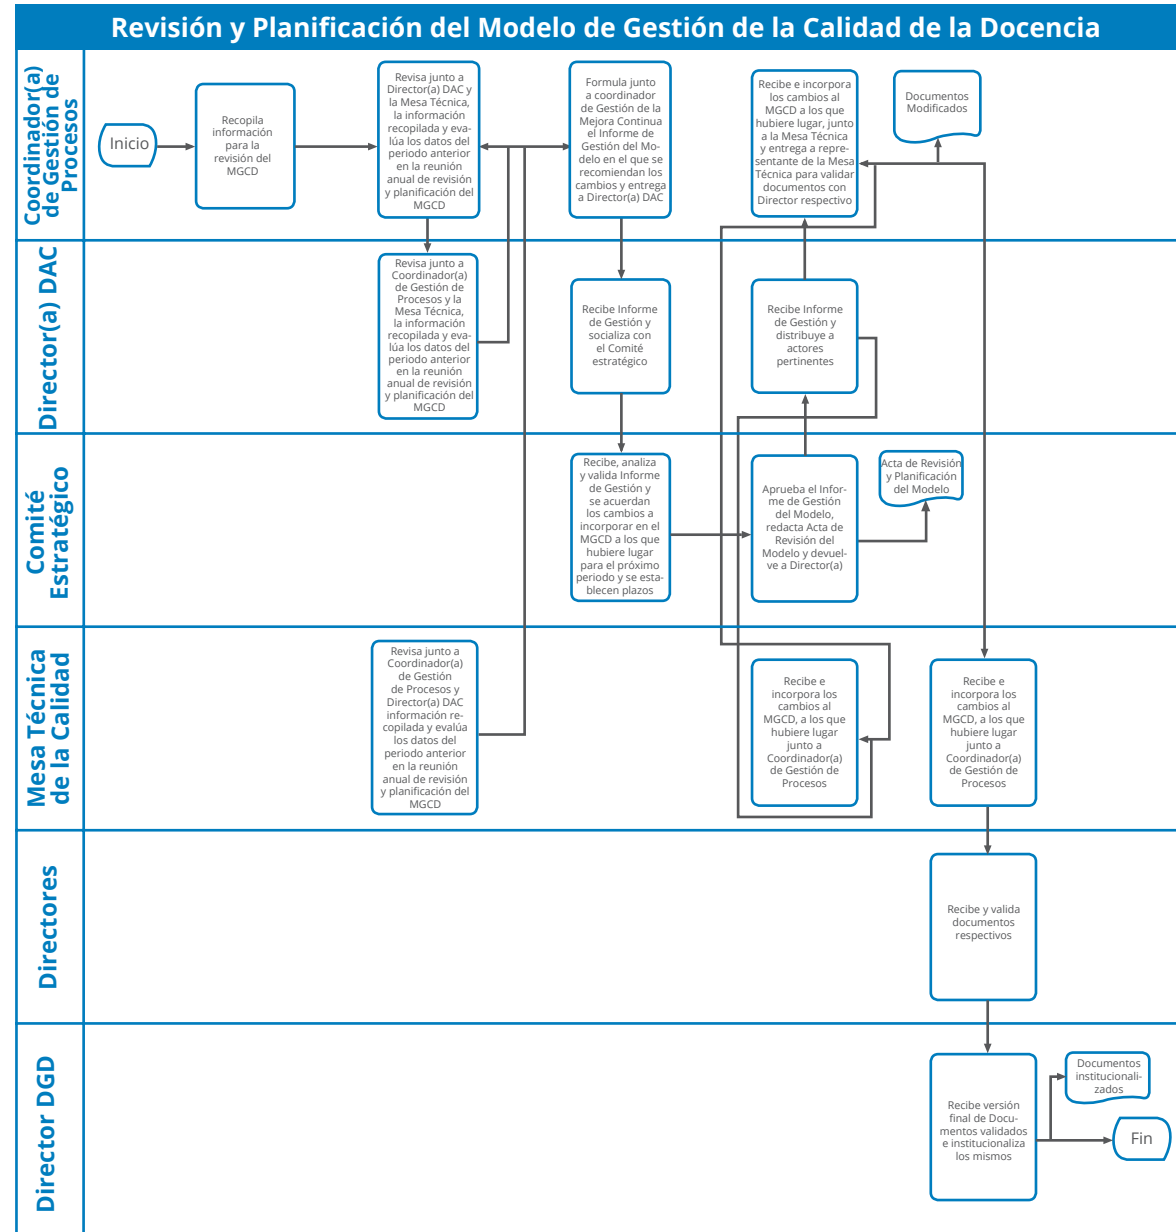 Revisión y Planificación del Modelo de Gestión de la Calidad de la Docencia
Coordinador(a)
de Gestión de
Procesos
Inicio
Recopila
información
para la
revisión del
MGCD
Revisa junto a
Director(a) DAC y
la Mesa Técnica,
la información
recopilada y eva-
lúa los datos del
periodo anterior
en la reunión
anual de revisión
y planificación del
MGCD
Formula junto
a coordinador
de Gestión de la
Mejora Continua
el Informe de
Gestión del Mo-
delo en el que se
recomiendan los
cambios y entrega
a Director(a) DAC
Recibe e incorpora
los cambios al
MGCD a los que
hubiere lugar, junto
a la Mesa Técnica
y entrega a repre-
sentante de la Mesa
Técnica para validar
documentos con
Director respectivo
Documentos
Modificados
Director(a) DAC
Revisa junto a
Coordinador(a)
de Gestión de
Procesos y la
Mesa Técnica,
la información
recopilada y eva-
lúa los datos del
periodo anterior
en la reunión
anual de revisión
y planificación del
MGCD
Recibe Informe
de Gestión y
socializa con
el Comité
estratégico
Recibe Informe
de Gestión y
distribuye a
actores
pertinentes
Comité
Estratégico
Recibe, analiza
y valida Informe
de Gestión y
se acuerdan
los cambios a
incorporar en el
MGCD a los que
hubiere lugar
para el próximo
periodo y se esta-
blecen plazos
Aprueba el Infor-
me de Gestión
del Modelo,
redacta Acta de
Revisión del
Modelo y devuel-
ve a Director(a)
Acta de Revisión
y Planificación
del Modelo
Mesa Técnica
de la Calidad
Revisa junto a
Coordinador(a)
de Gestión
de Procesos y
Director(a) DAC
información re-
copilada y evalúa
los datos del
periodo anterior
en la reunión
anual de revisión
y planificación del
MGCD
Recibe e
incorpora los
cambios al
MGCD, a los que
hubiere lugar
junto a
Coordinador(a)
de Gestión de
Procesos
Recibe e
incorpora los
cambios al
MGCD, a los que
hubiere lugar
junto a
Coordinador(a)
de Gestión de
Procesos
Directores
Recibe y valida
documentos
respectivos
Director DGD
Recibe versión
final de Docu-
mentos validados
e institucionaliza
los mismos
Documentos
institucionali-
zados
Fin